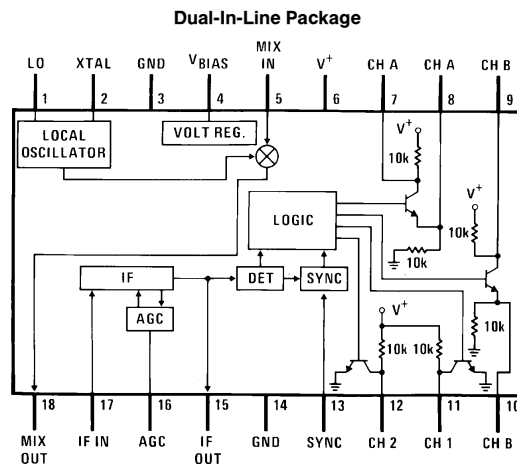 Dual-In-Line Package
LO XTAL GND VBIAS MIX IN V+ CH A CH A CH B
1 2 3 4 5 6 7 8 9
LOCAL OSCILLATOR
VOLT REG.
V+
10k
V+
10k
LOGIC
10k
IF
DET
SYNC
AGC
V+
10k
10k 10k
18 17 16 15 14 13 12 11 10
MIX OUT IF IN AGC IF OUT GND SYNC CH 2 CH 1 CH B